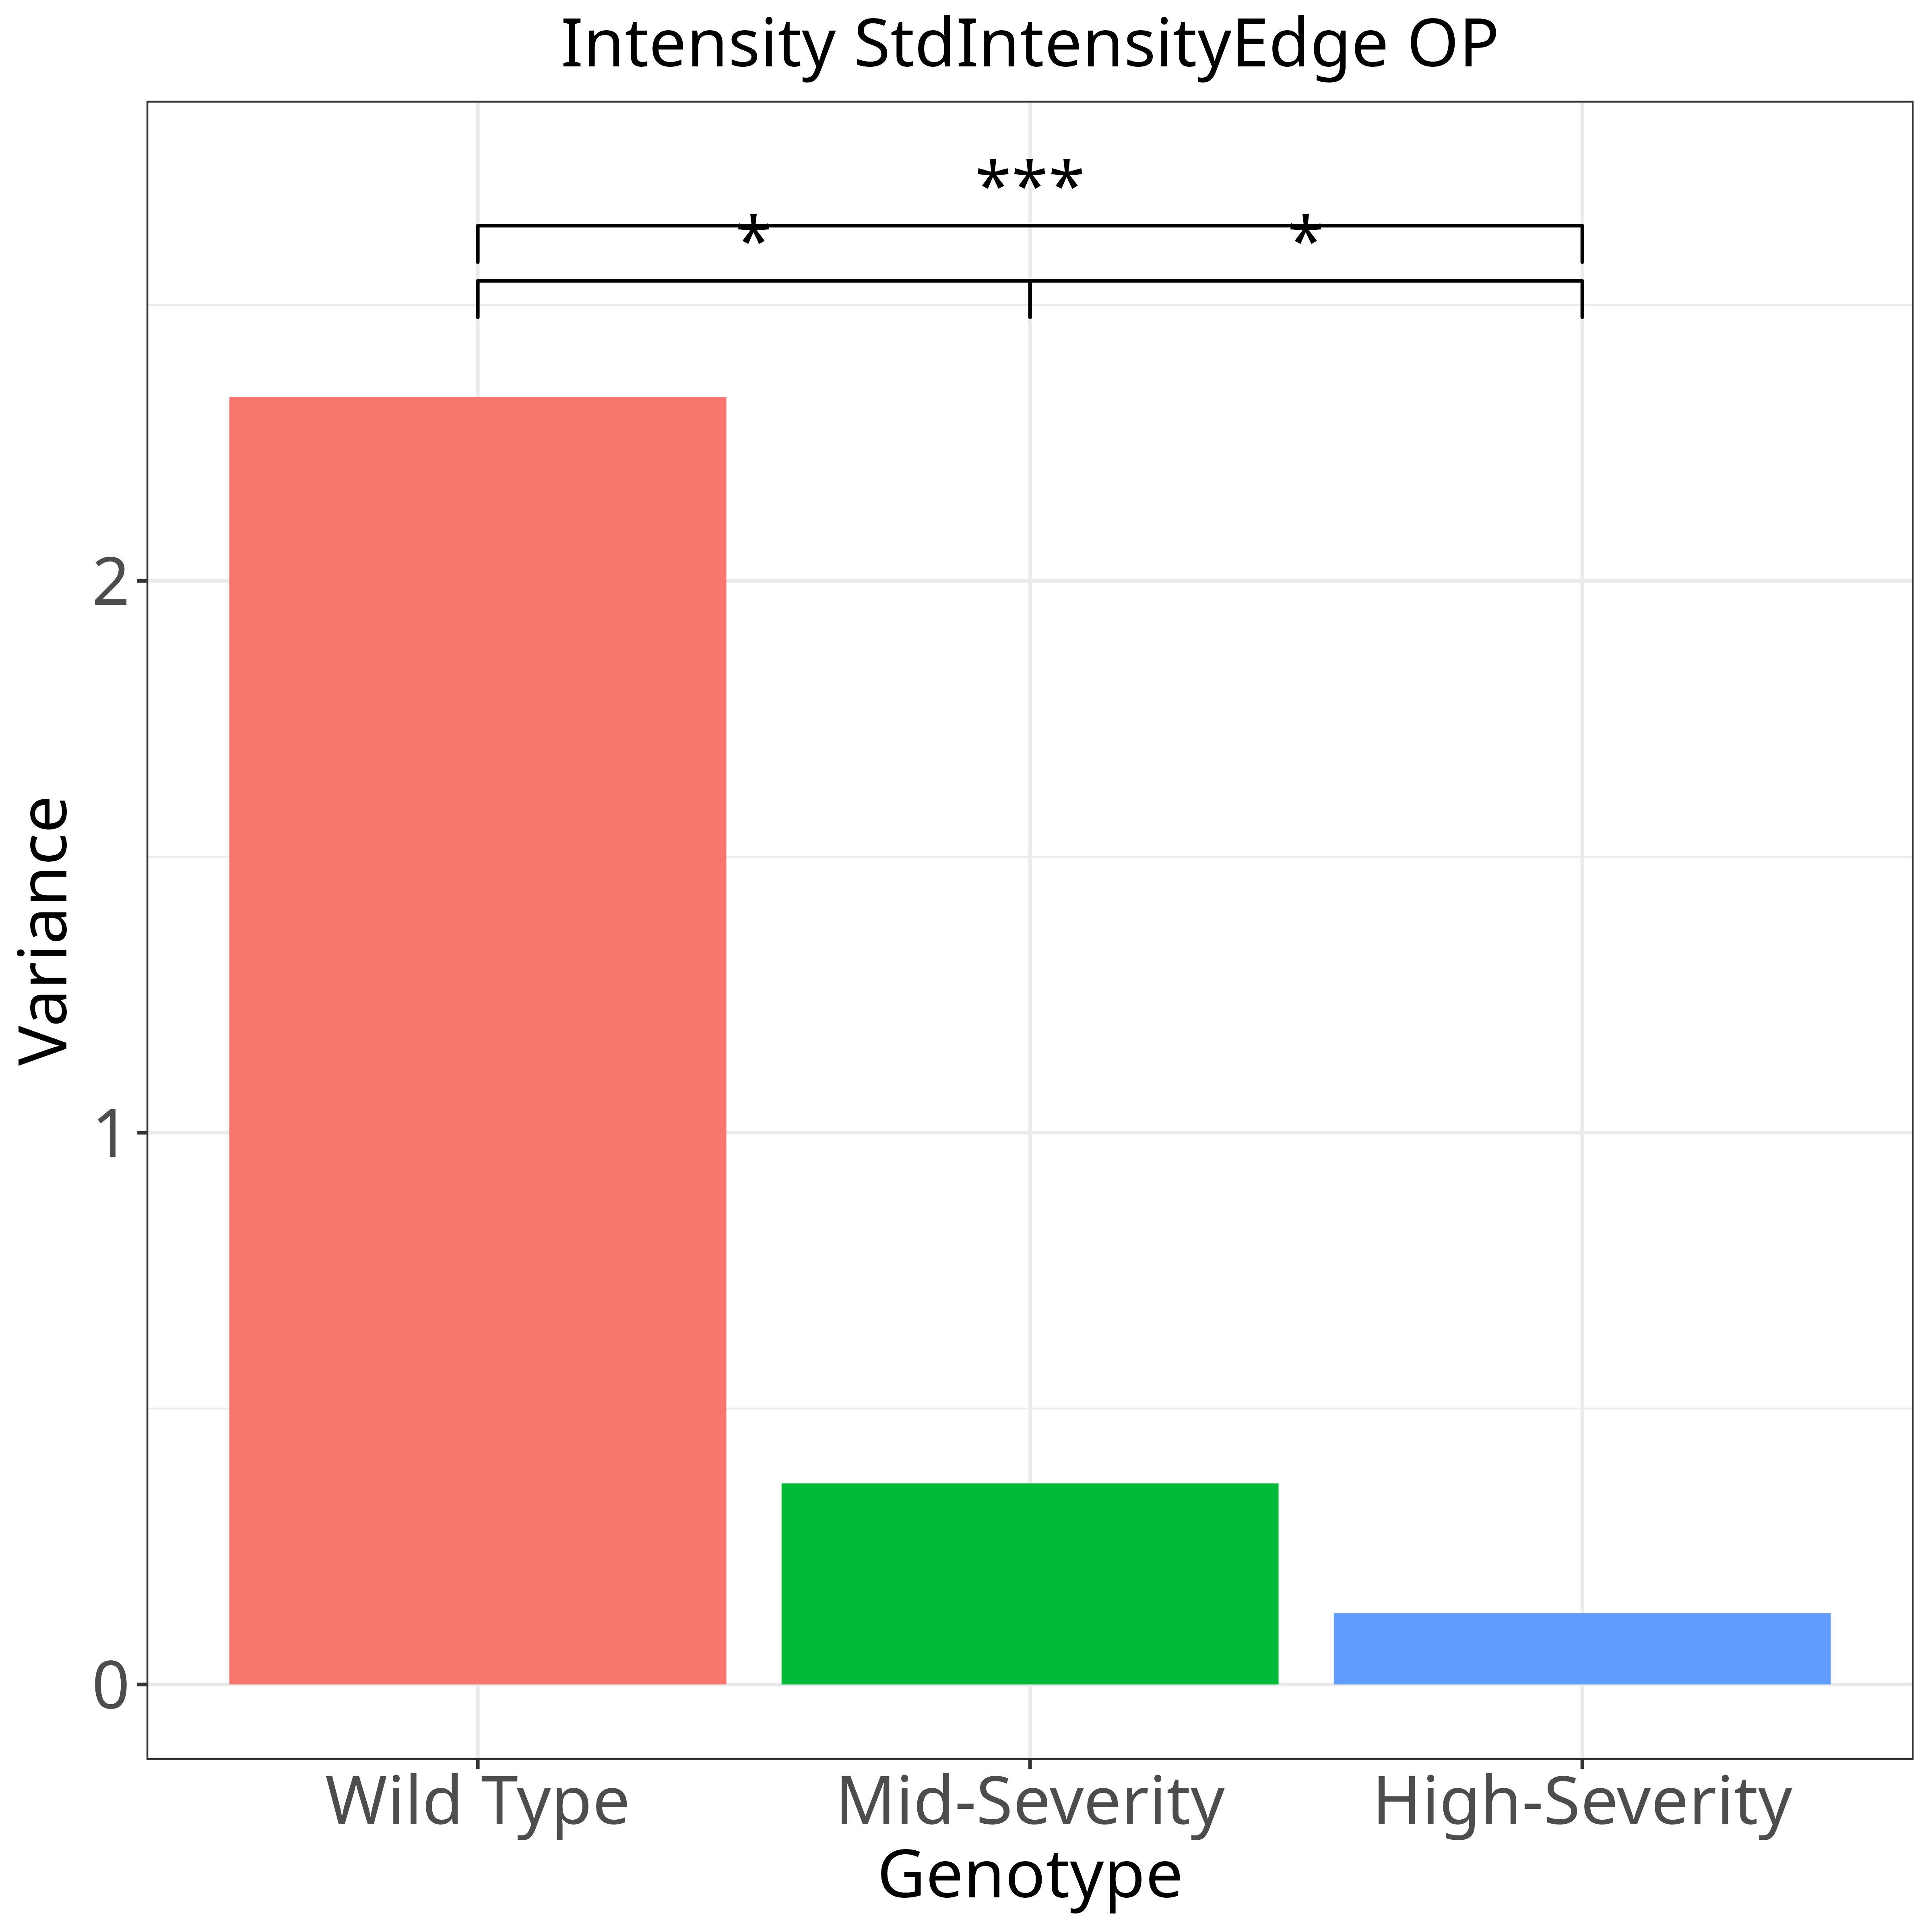 Intensity StdIntensityEdge OP
***
* *
Variance
2
1
0
Wild Type Mid-Severity High-Severity
Genotype